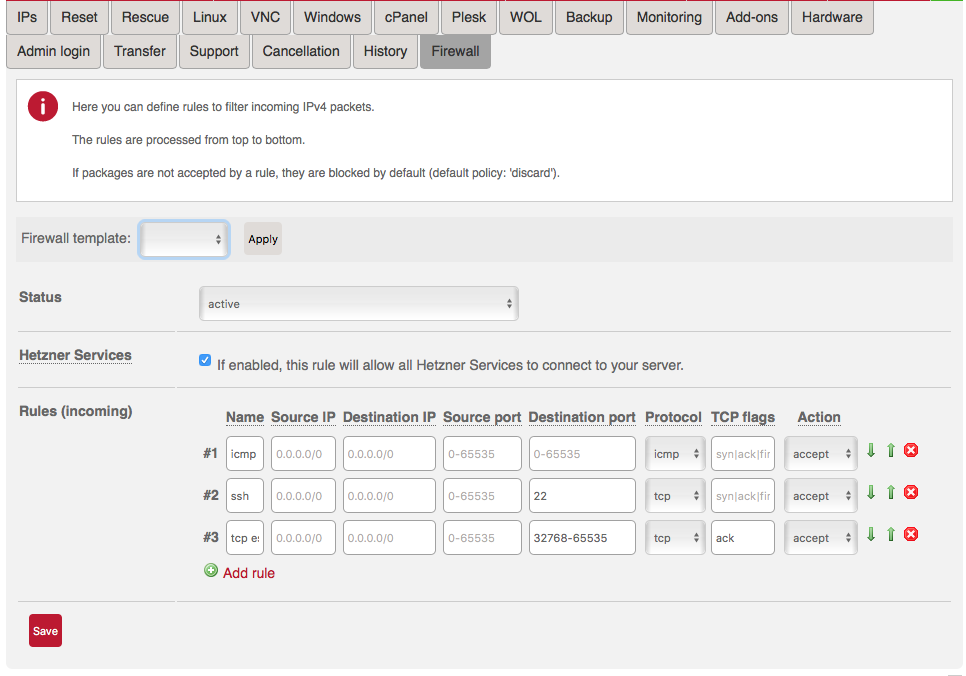 IPs Reset Rescue Linux VNC Windows cPanel Plesk WOL Backup Monitoring Add-ons Hardware
Admin login Transfer Support Cancellation History Firewall
Here you can define rules to filter incoming IPv4 packets.
The rules are processed from top to bottom.
If packages are not accepted by a rule, they are blocked by default (default policy: 'discard').
Firewall template: Apply
Status active
Hetzner Services If enabled, this rule will allow all Hetzner Services to connect to your server.
Rules (incoming)
Name Source IP Destination IP Source port Destination port Protocol TCP flags Action
#1 icmp 0.0.0.0/0 0.0.0.0/0 0-65535 0-65535 icmp syn|ack|fir accept
#2 ssh 0.0.0.0/0 0.0.0.0/0 0-65535 22 tcp syn|ack|fir accept
#3 tcp es 0.0.0.0/0 0.0.0.0/0 0-65535 32768-65535 tcp ack accept
Add rule
Save